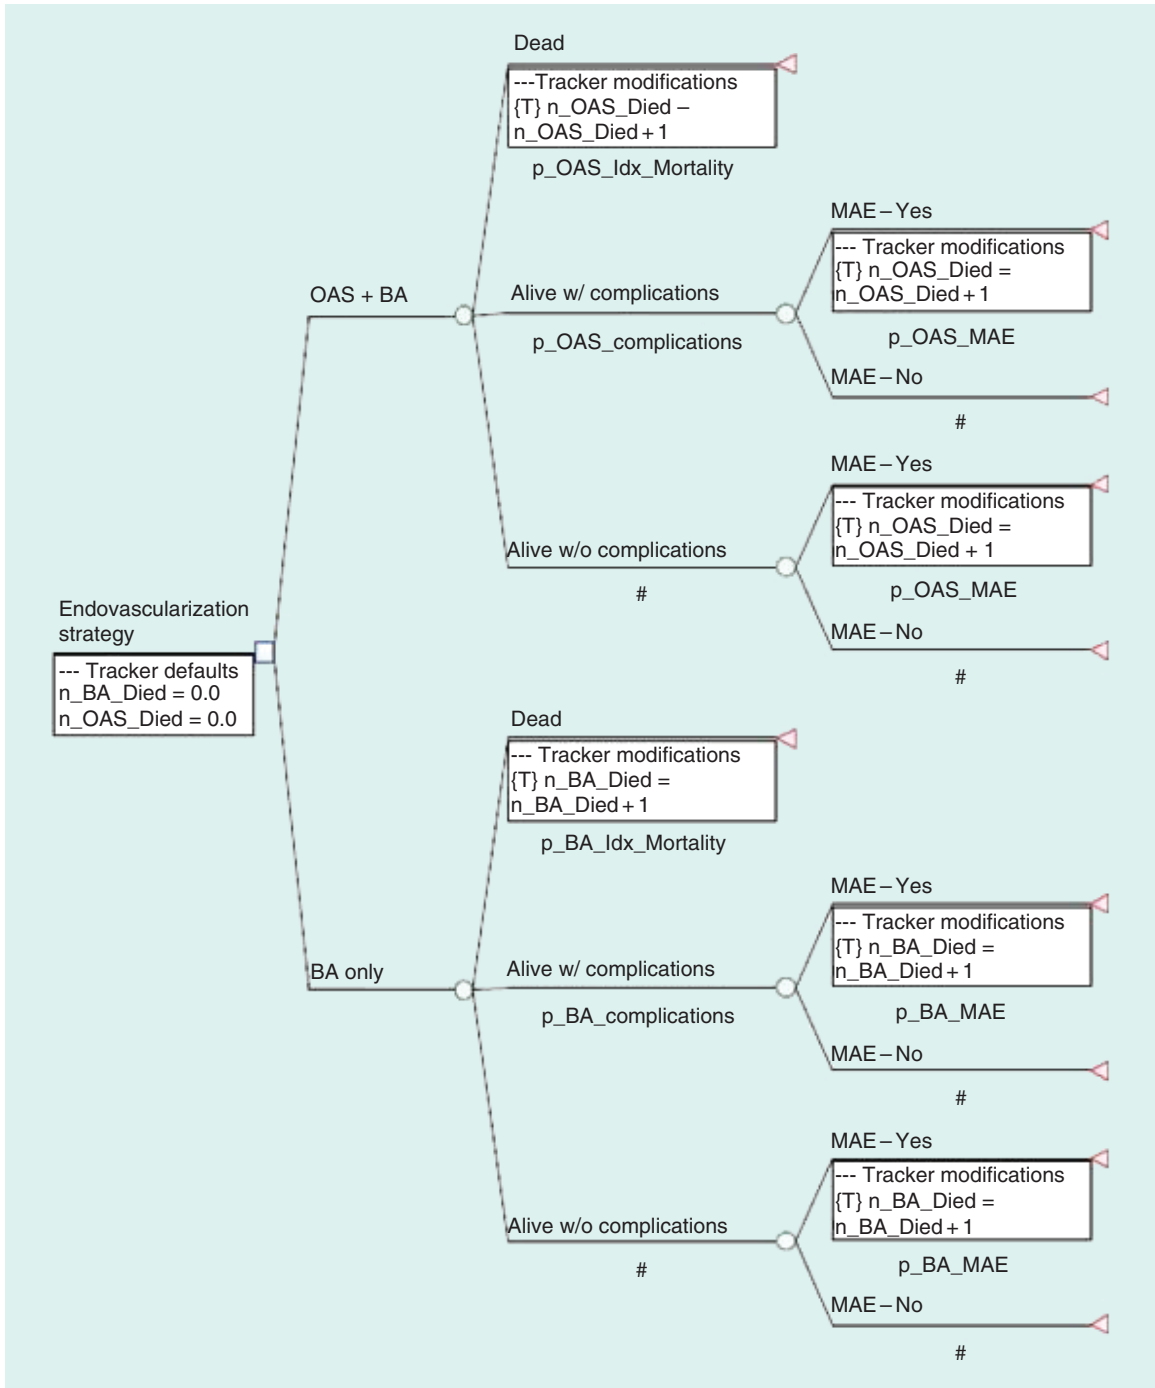 Dead
---Tracker modifications
{T} n_OAS_Died –
n_OAS_Died + 1
p_OAS_Idx_Mortality
MAE – Yes
--- Tracker modifications
{T} n_OAS_Died =
n_OAS_Died + 1
p_OAS_MAE
OAS + BA
Alive w/ complications
p_OAS_complications
MAE – No
#
MAE – Yes
--- Tracker modifications
{T} n_OAS_Died =
n_OAS_Died + 1
p_OAS_MAE
Alive w/o complications
#
MAE – No
#
Endovascularization
strategy
--- Tracker defaults
n_BA_Died = 0.0
n_OAS_Died = 0.0
Dead
--- Tracker modifications
{T} n_BA_Died =
n_BA_Died + 1
p_BA_Idx_Mortality
MAE – Yes
--- Tracker modifications
{T} n_BA_Died =
n_BA_Died + 1
p_BA_MAE
BA only
Alive w/ complications
p_BA_complications
MAE – No
#
MAE – Yes
--- Tracker modifications
{T} n_BA_Died =
n_BA_Died + 1
p_BA_MAE
Alive w/o complications
#
MAE – No
#